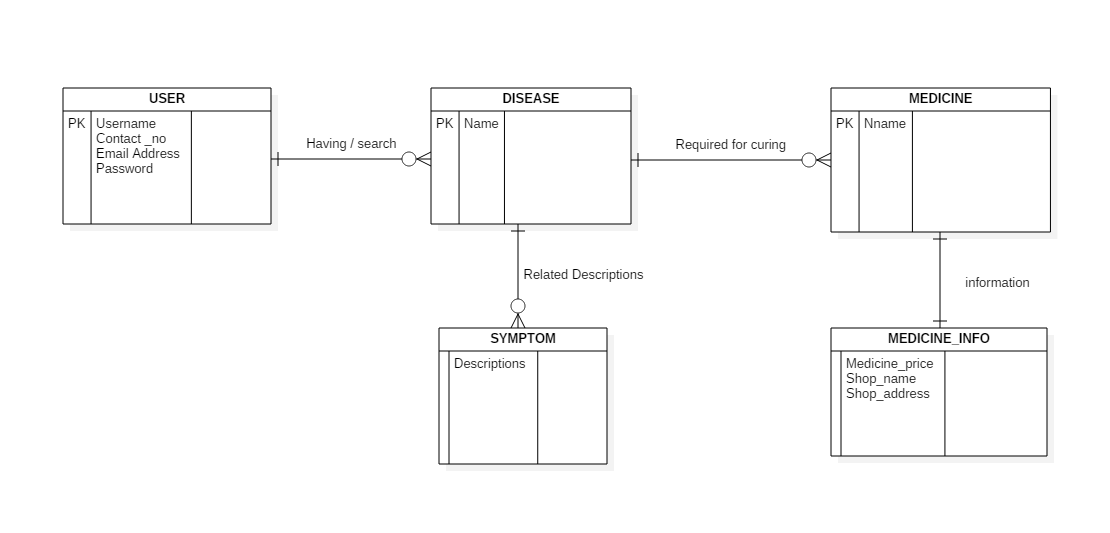 USER
PK Username
Contact _no
Email Address
Password
Having / search
DISEASE
PK Name
Required for curing
MEDICINE
PK Nname
Related Descriptions
information
SYMPTOM
Descriptions
MEDICINE_INFO
Medicine_price
Shop_name
Shop_address